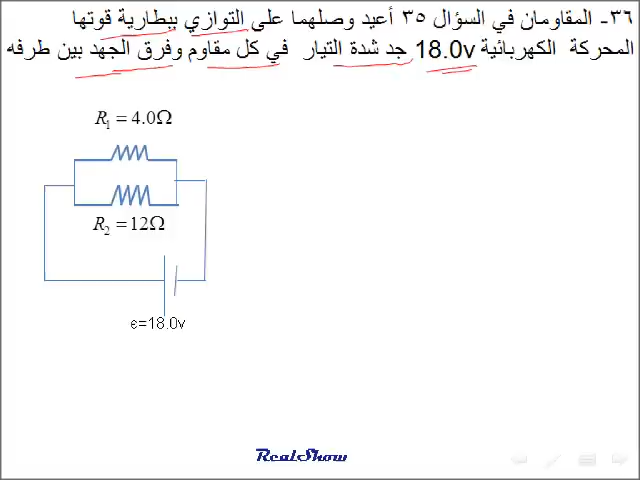 ٣٦- المقاومان في السؤال ٣٥ أعيد وصلهما على التوازي ببطارية قوتها
المحركة الكهربائية 18.0v جد شدة التيار في كل مقاوم وفرق الجهد بين طرفه
R₁ = 4.0Ω
R₂ = 12Ω
є=18.0v
RealShow